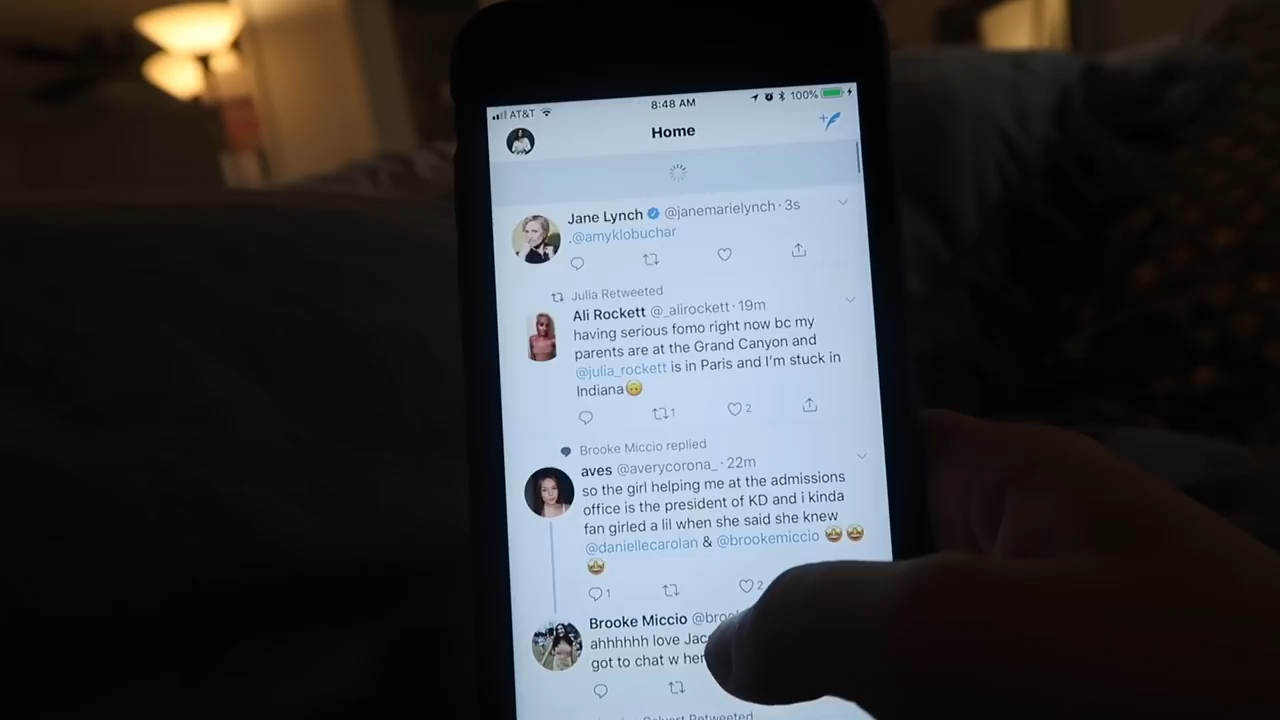 AT&T 8:48 AM 100%
Home
Jane Lynch @janemarielynch · 3s
.@amyklobuchar
Julia Retweeted
Ali Rockett @_alirockett · 19m
having serious fomo right now bc my
parents are at the Grand Canyon and
@julia_rockett is in Paris and I'm stuck in
Indiana🙃
1 2
Brooke Miccio replied
aves @averycorona_ · 22m
so the girl helping me at the admissions
office is the president of KD and i kinda
fan girled a lil when she said she knew
@daniellecarolan & @brookemiccio 🤩🤩
🤩
1 2
Brooke Miccio
ahhhhhh love
got to chat w
Retweeted